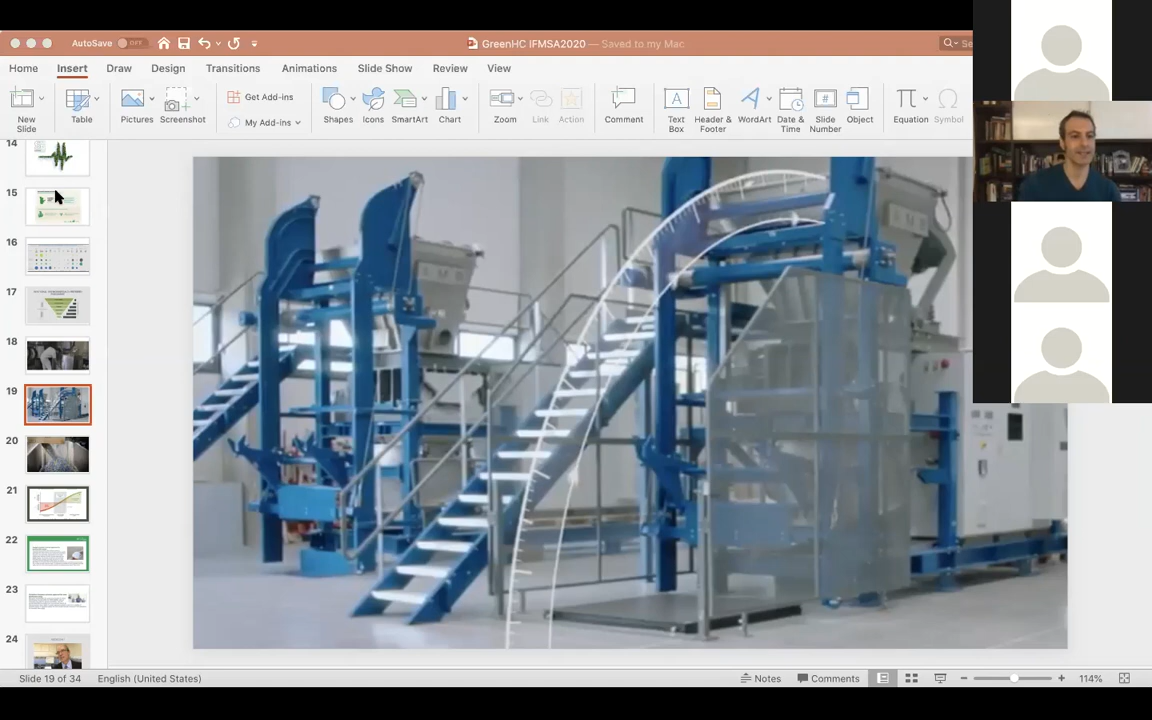 AutoSave OFF
GreenHC IFMSA2020 — Saved to my Mac
Se
Home Insert Draw Design Transitions Animations Slide Show Review View
New Slide
Table
Pictures
Screenshot
Get Add-ins
My Add-ins
Shapes
Icons
SmartArt
Chart
Zoom
Link
Action
Comment
Text Box
Header & Footer
WordArt
Date & Time
Slide Number
Object
Equation
Symbol
14
15
16
17
18
19
20
21
22
23
24
Slide 19 of 34 English (United States) Notes Comments 114%